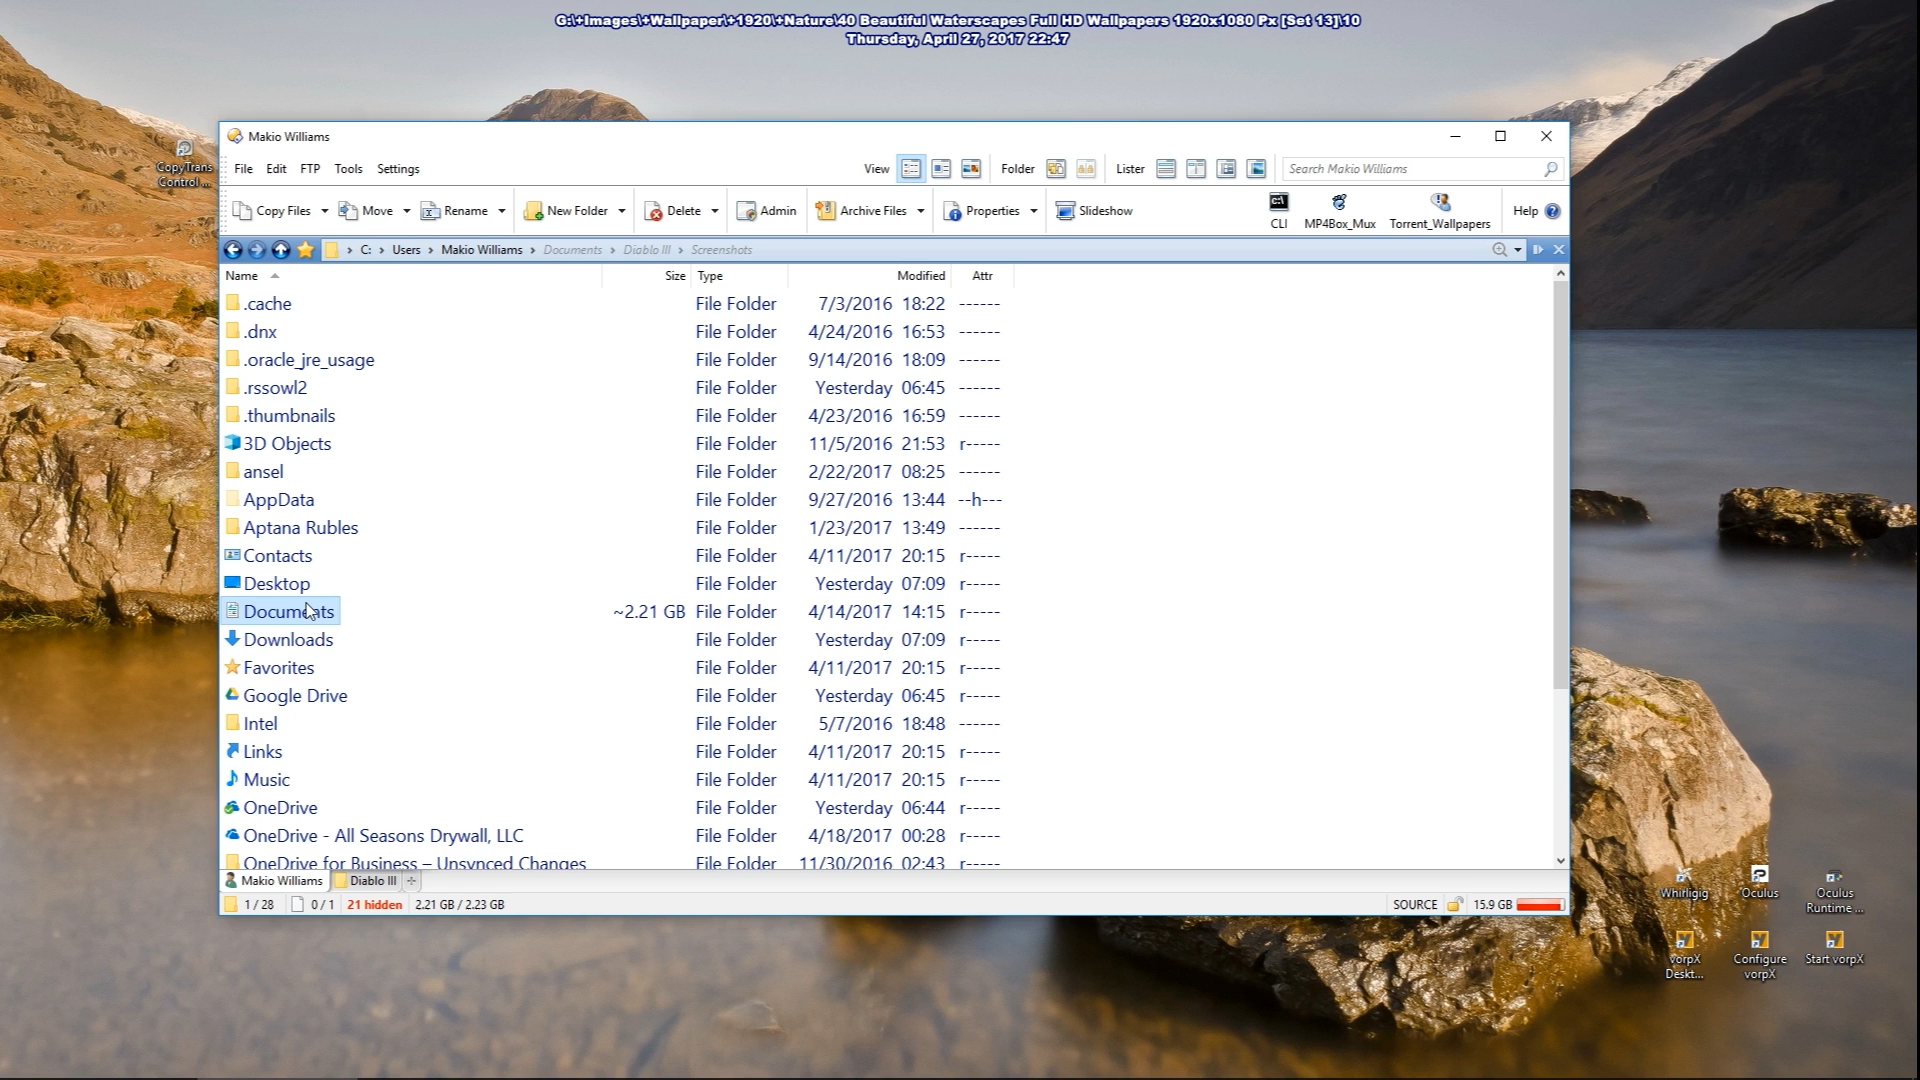 G:\+Images\+Wallpaper\+1920\+Nature\40 Beautiful Waterscapes Full HD Wallpapers 1920x1080 Px [Set 13]\10
Thursday, April 27, 2017 22:47
CopyTrans
Control ...
Makio Williams
File Edit FTP Tools Settings View Folder Lister Search Makio Williams
Copy Files Move Rename New Folder Delete Admin Archive Files Properties Slideshow CLI MP4Box_Mux Torrent_Wallpapers Help
C: Users Makio Williams Documents Diablo III Screenshots
Name Size Type Modified Attr
.cache File Folder 7/3/2016 18:22 ------
.dnx File Folder 4/24/2016 16:53 ------
.oracle_jre_usage File Folder 9/14/2016 18:09 ------
.rssowl2 File Folder Yesterday 06:45 ------
.thumbnails File Folder 4/23/2016 16:59 ------
3D Objects File Folder 11/5/2016 21:53 r-----
ansel File Folder 2/22/2017 08:25 ------
AppData File Folder 9/27/2016 13:44 --h---
Aptana Rubles File Folder 1/23/2017 13:49 ------
Contacts File Folder 4/11/2017 20:15 r-----
Desktop File Folder Yesterday 07:09 r-----
Documents ~2.21 GB File Folder 4/14/2017 14:15 r-----
Downloads File Folder Yesterday 07:09 r-----
Favorites File Folder 4/11/2017 20:15 r-----
Google Drive File Folder Yesterday 06:45 r-----
Intel File Folder 5/7/2016 18:48 ------
Links File Folder 4/11/2017 20:15 r-----
Music File Folder 4/11/2017 20:15 r-----
OneDrive File Folder Yesterday 06:44 r-----
OneDrive - All Seasons Drywall, LLC File Folder 4/18/2017 00:28 r-----
OneDrive for Business – Unsynced Changes File Folder 11/30/2016 02:43 r-----
Makio Williams Diablo III
1 / 28 0 / 1 21 hidden 2.21 GB / 2.23 GB SOURCE 15.9 GB
Whirligig Oculus Oculus
Runtime ...
vorpX Configure Start vorpX
Deskt... vorpX